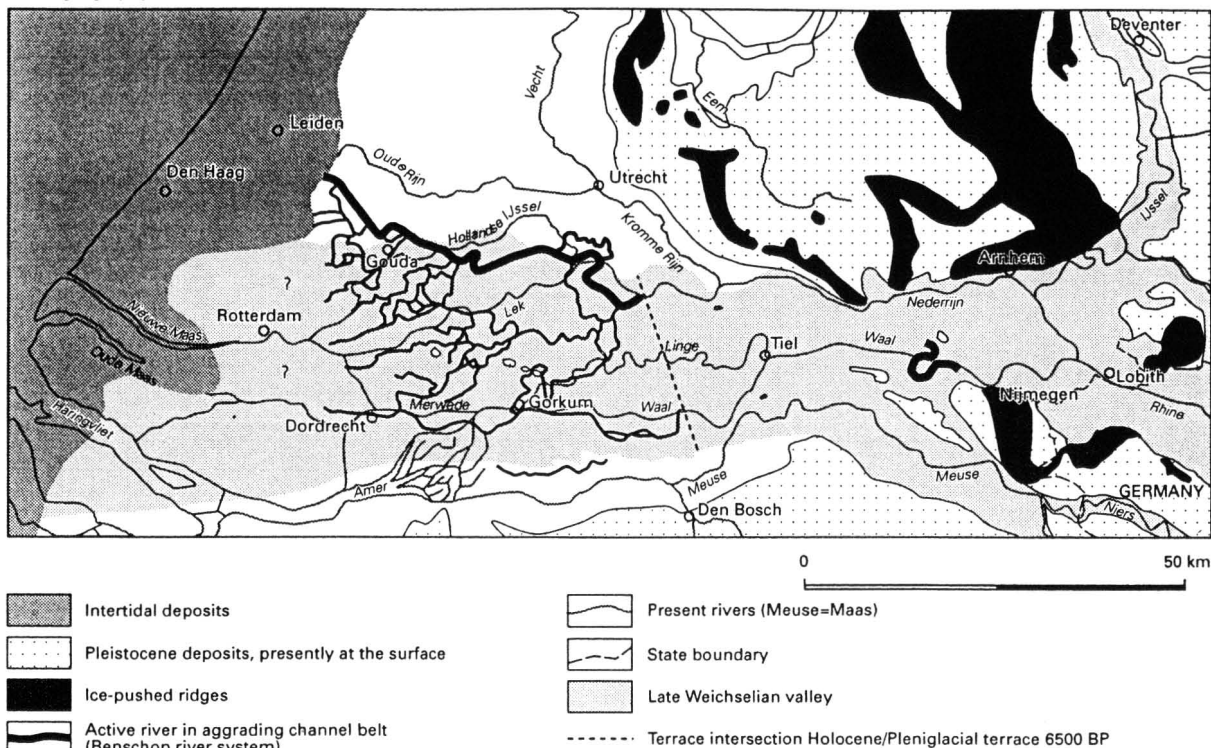 Deventer
Vecht
Eem
Leiden
Oude Rijn
Den Haag
Utrecht
IJssel
Hollandse IJssel
Kromme Rijn
Gouda
Arnhem
?
Nederrijn
Lek
Nieuwe Maas
Rotterdam
Linge
Tiel
Waal
Oude Maas
?
Lobith
Gorkum
Nijmegen
Merwede
Waal
Rhine
Haringvliet
Dordrecht
Meuse
Amer
Meuse
GERMANY
Den Bosch
Niers
0 50 km
Intertidal deposits
Pleistocene deposits, presently at the surface
Ice-pushed ridges
Active river in aggrading channel belt
(Benschop river system)
Present rivers (Meuse=Maas)
State boundary
Late Weichselian valley
Terrace intersection Holocene/Pleniglacial terrace 6500 BP